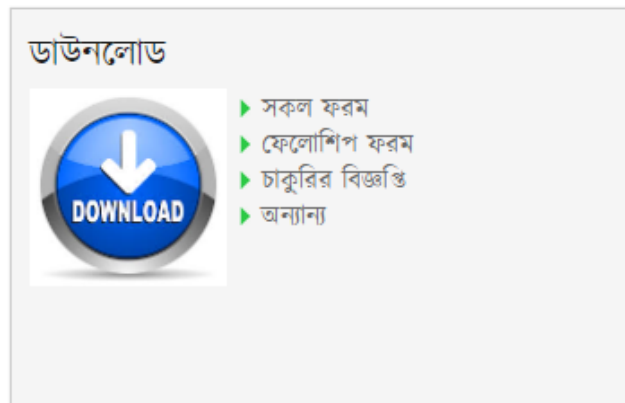 ডাউনলোড
DOWNLOAD
সকল ফরম
ফেলোশিপ ফরম
চাকুরির বিজ্ঞপ্তি
অন্যান্য